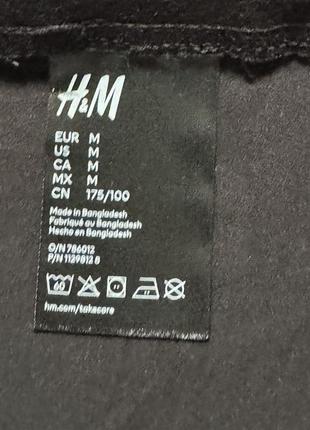 H&M
EUR M
US M
CA M
MX M
CN 175/100
Made in Bangladesh
Fabriqué au Bangladesh
Hecho en Bangladesh
O/N 786012
P/N 1129812 8
60
hm.com/takecare